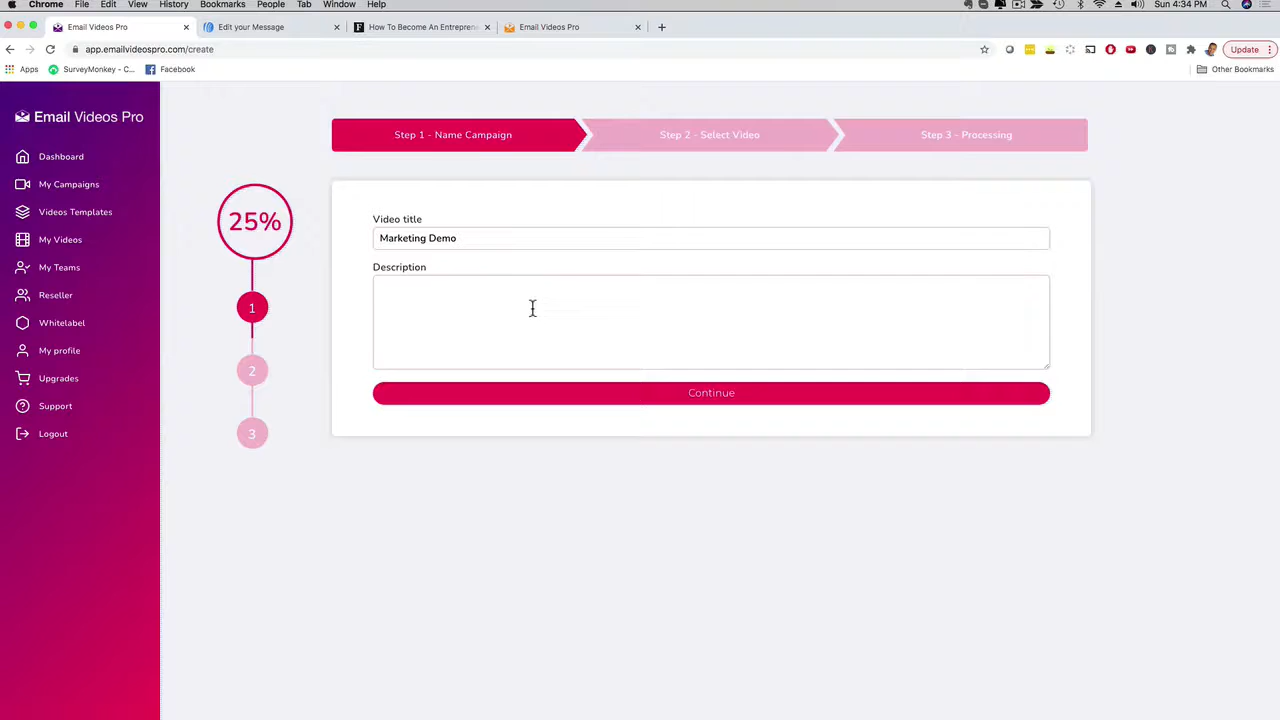 Chrome File Edit View History Bookmarks People Tab Window Help Sun 4:34 PM
Email Videos Pro Edit your Message How To Become An Entreprene Email Videos Pro
app.emailvideospro.com/create Update
Apps SurveyMonkey - C... Facebook Other Bookmarks
Email Videos Pro
Dashboard
My Campaigns
Videos Templates
My Videos
My Teams
Reseller
Whitelabel
My profile
Upgrades
Support
Logout
Step 1 - Name Campaign Step 2 - Select Video Step 3 - Processing
25%
1
2
3
Video title
Marketing Demo
Description
Continue